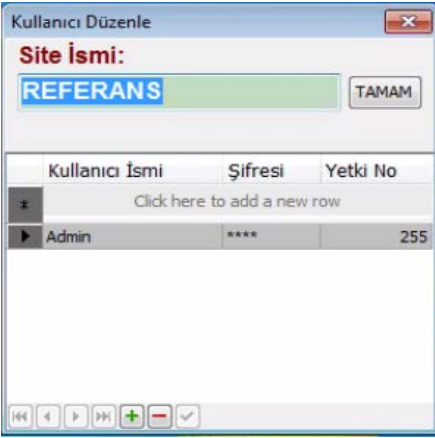 Kullanıcı Düzenle
Site İsmi:
REFERANS
TAMAM
Kullanıcı İsmi Şifresi Yetki No
Click here to add a new row
Admin **** 255